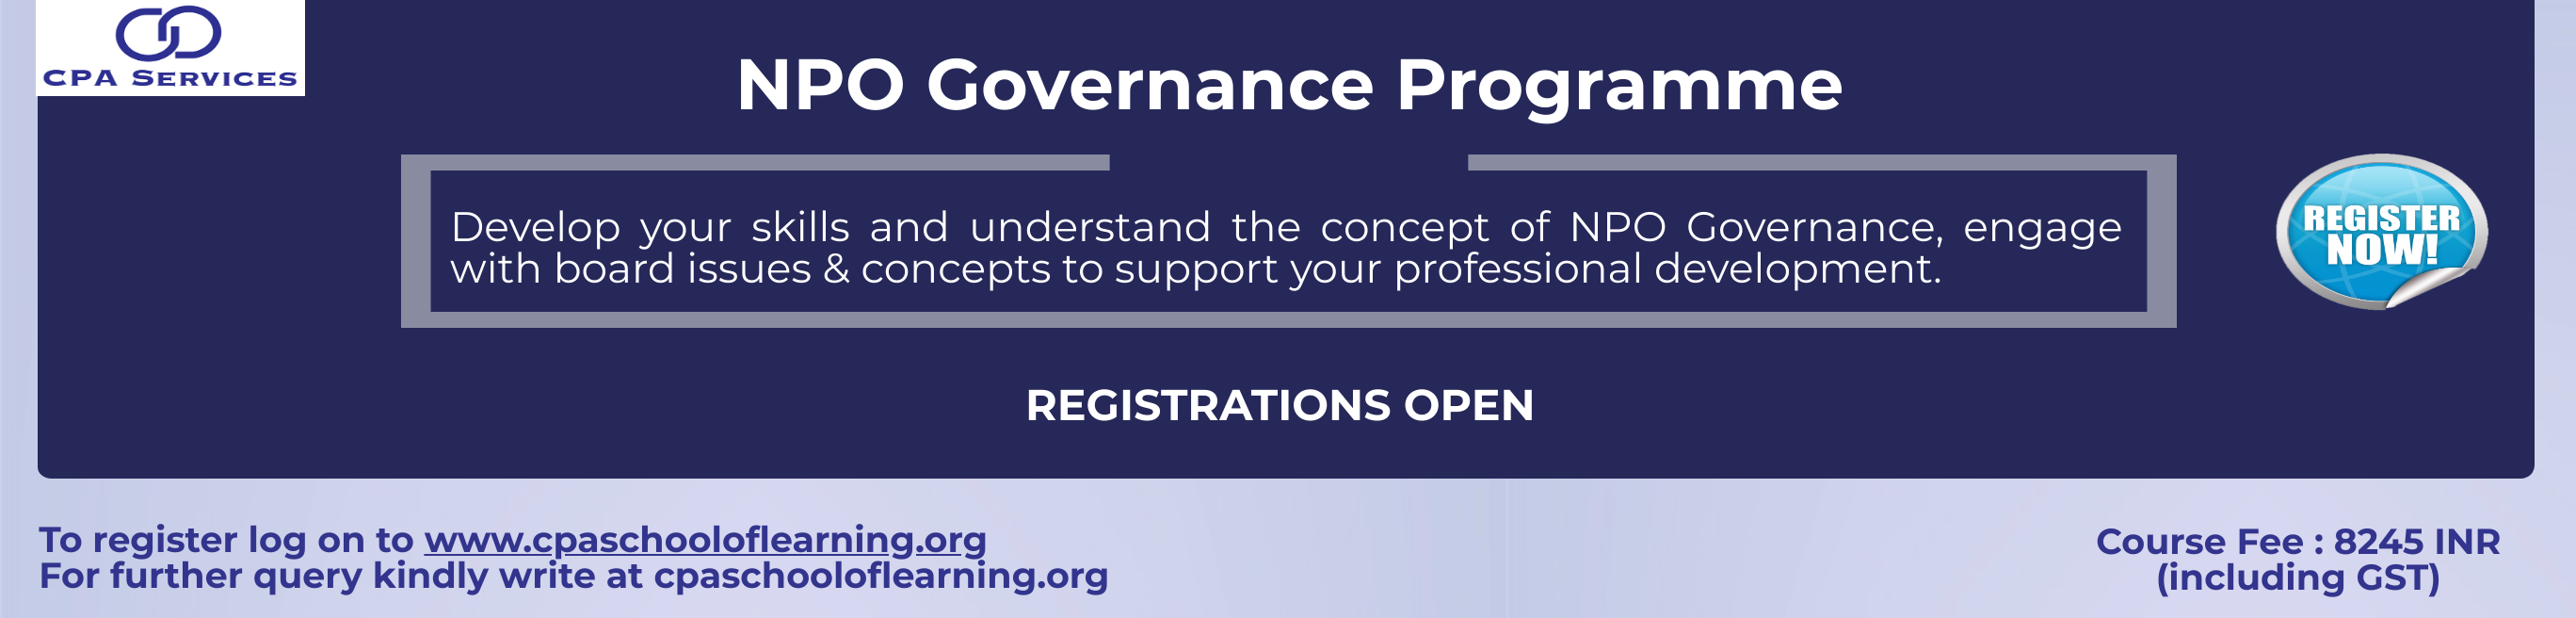 CPA SERVICES
NPO Governance Programme
Develop your skills and understand the concept of NPO Governance, engage
with board issues & concepts to support your professional development.
REGISTER
NOW!
REGISTRATIONS OPEN
To register log on to www.cpaschooloflearning.org
For further query kindly write at cpaschooloflearning.org
Course Fee : 8245 INR
(including GST)